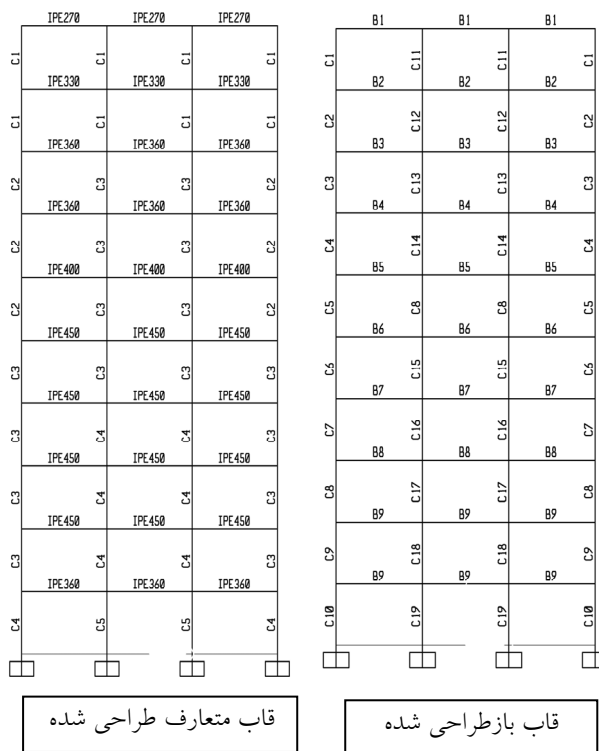 IPE270 IPE270 IPE270
C1 C1 C1 C1
IPE330 IPE330 IPE330
C1 C1 C1 C1
IPE360 IPE360 IPE360
C2 C3 C3 C2
IPE360 IPE360 IPE360
C2 C3 C3 C2
IPE400 IPE400 IPE400
C2 C3 C3 C2
IPE450 IPE450 IPE450
C3 C3 C3 C3
IPE450 IPE450 IPE450
C3 C4 C4 C3
IPE450 IPE450 IPE450
C3 C4 C4 C3
IPE450 IPE450 IPE450
C3 C4 C4 C3
IPE360 IPE360 IPE360
C4 C5 C5 C4
قاب متعارف طراحی شده
B1 B1 B1
C1 C11 C11 C1
B2 B2 B2
C2 C12 C12 C2
B3 B3 B3
C3 C13 C13 C3
B4 B4 B4
C4 C14 C14 C4
B5 B5 B5
C5 C8 C8 C5
B6 B6 B6
C6 C15 C15 C6
B7 B7 B7
C7 C16 C16 C7
B8 B8 B8
C8 C17 C17 C8
B9 B9 B9
C9 C18 C18 C9
B9 B9 B9
C10 C19 C19 C10
قاب بازطراحی شده